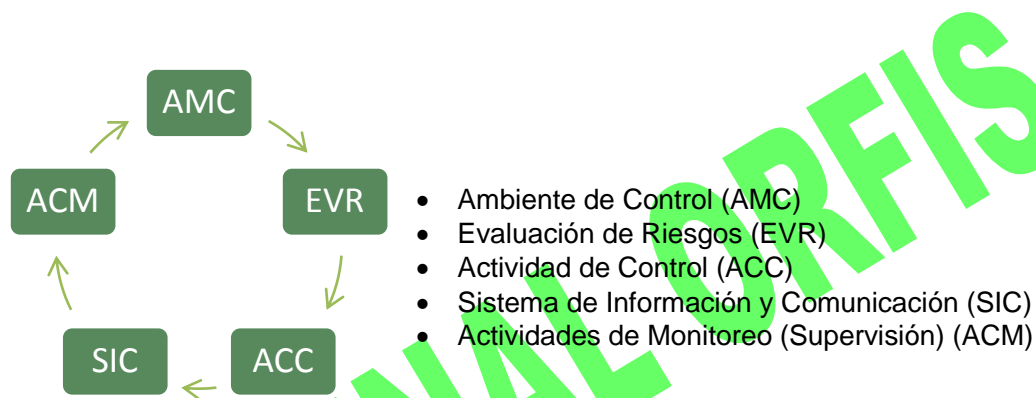 AMC
ACM
EVR
SIC
ACC
• Ambiente de Control (AMC)
• Evaluación de Riesgos (EVR)
• Actividad de Control (ACC)
• Sistema de Información y Comunicación (SIC)
• Actividades de Monitoreo (Supervisión) (ACM)
ORFIS